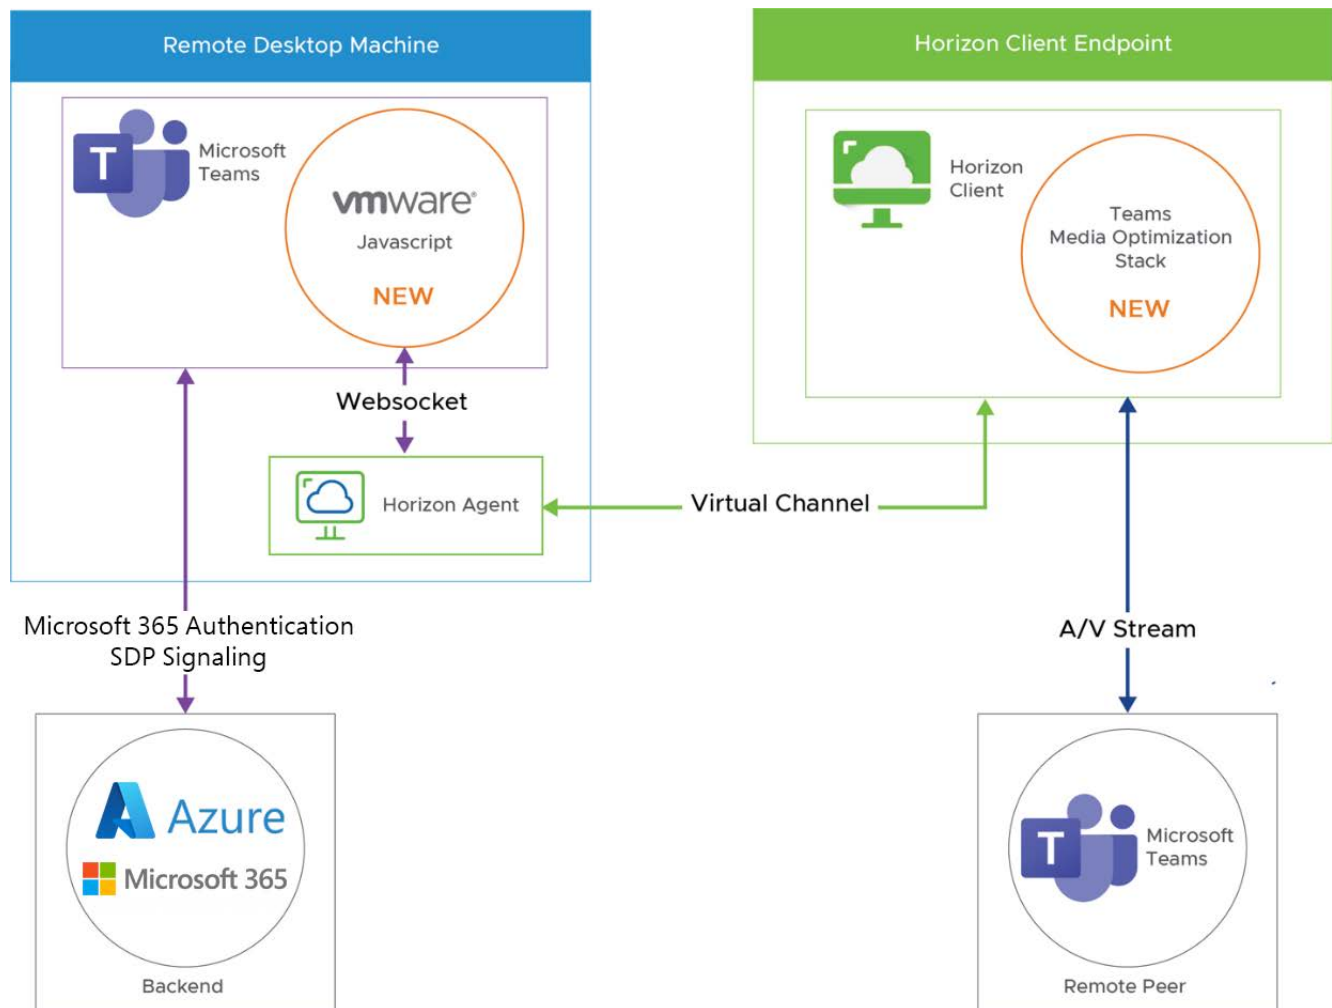 Remote Desktop Machine
Horizon Client Endpoint
T
Microsoft
Teams
vmware®
Javascript
NEW
Horizon
Client
Teams
Media Optimization
Stack
NEW
Websocket
Horizon Agent
Virtual Channel
Microsoft 365 Authentication
SDP Signaling
A/V Stream
Azure
Microsoft 365
Backend
T
Microsoft
Teams
Remote Peer